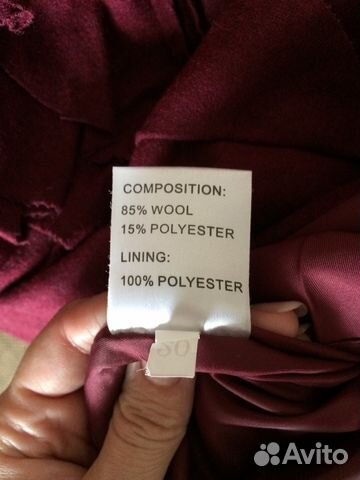 COMPOSITION:
85% WOOL
15% POLYESTER
LINING:
100% POLYESTER
Avito